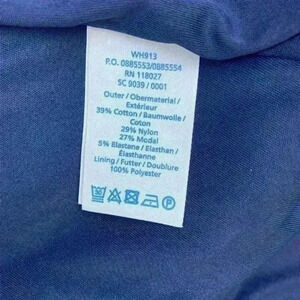 WH913
P.O. 0885553/0885554
RN 118027
SC 9039 / 0001
Outer / Obermaterial /
Extérieur
39% Cotton / Baumwolle /
Coton
29% Nylon
27% Modal
5% Elastane / Elasthan /
Élasthanne
Lining / Futter / Doublure
100% Polyester
P